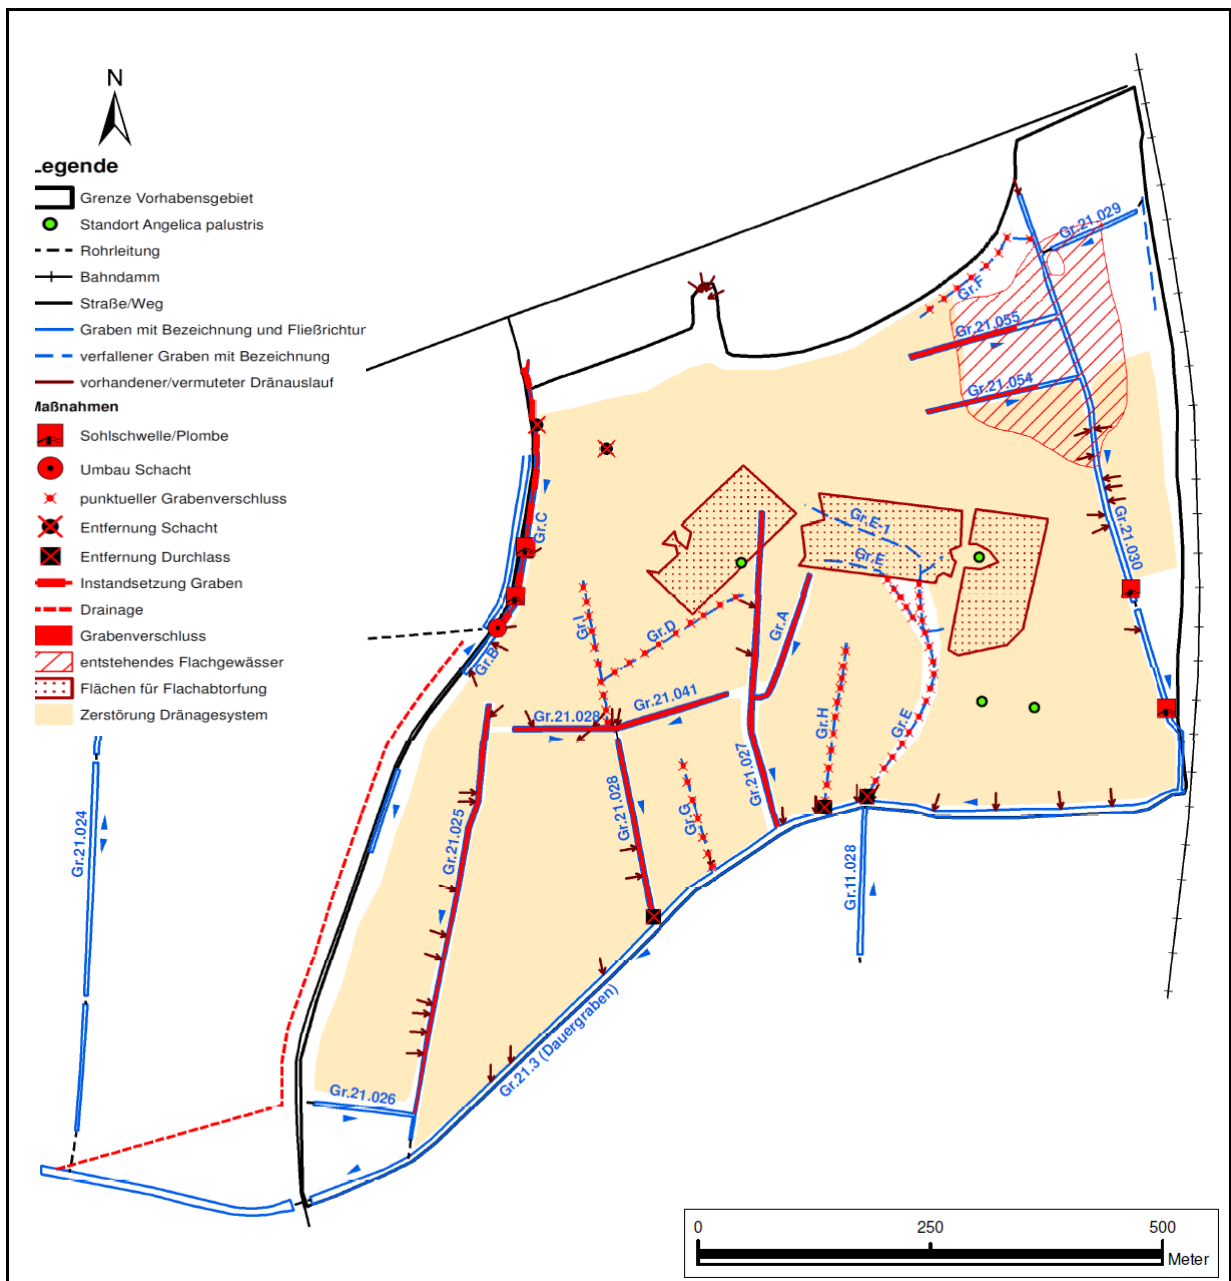 N
Legende
Grenze Vorhabensgebiet
Standort Angelica palustris
Rohrleitung
Bahndamm
Straße/Weg
Graben mit Bezeichnung und Fließrichtur
verfallener Graben mit Bezeichnung
vorhandener/vermuteter Dränauslauf
Maßnahmen
Sohlschwelle/Plombe
Umbau Schacht
punktueller Grabenverschluss
Entfernung Schacht
Entfernung Durchlass
Instandsetzung Graben
Drainage
Grabenverschluss
entstehendes Flachgewässer
Flächen für Flachabtorfung
Zerstörung Dränagesystem
Gr.21.029
Gr.F
Gr.21.055
Gr.21.054
Gr.21.030
Gr.C
Gr.E-1
Gr.E
Gr.I
Gr.D
Gr.A
Gr.B
Gr.21.041
Gr.21.028
Gr.H
Gr.E
Gr.21.027
Gr.21.028
Gr.G
Gr.21.025
Gr.21.024
Gr.11.028
Gr.21.3 (Dauergraben)
Gr.21.026
0 250 500
Meter